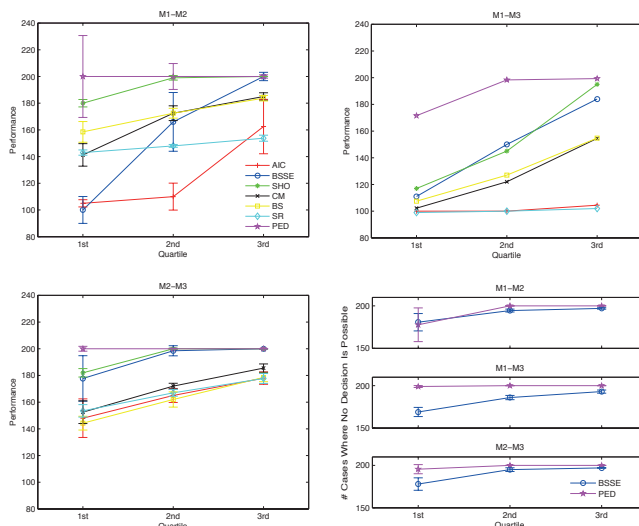 M1−M2
240
220
200
180
160
140
120
100
80
Performance
1st 2nd 3rd
Quartile
AIC
BSSE
SHO
CM
BS
SR
PED
M1−M3
240
220
200
180
160
140
120
100
80
Performance
1st 2nd 3rd
Quartile
M2−M3
240
220
200
180
160
140
120
100
80
Performance
1st 2nd 3rd
Quartile
# Cases Where No Decision Is Possible
M1−M2
200
150
M1−M3
200
150
M2−M3
200
150
1st 2nd 3rd
Quartile
BSSE
PED